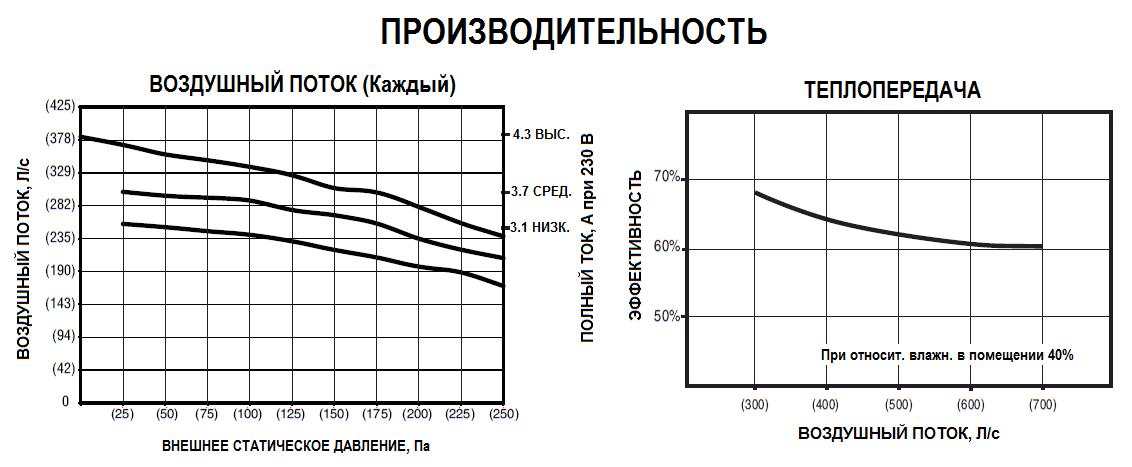 ПРОИЗВОДИТЕЛЬНОСТЬ
ВОЗДУШНЫЙ ПОТОК (Каждый)
ВОЗДУШНЫЙ ПОТОК, Л/с
(425)
(378)
(329)
(282)
(235)
(190)
(143)
(94)
(42)
0
(25) (50) (75) (100) (125) (150) (175) (200) (225) (250)
ВНЕШНЕЕ СТАТИЧЕСКОЕ ДАВЛЕНИЕ, Па
4.3 ВЫС.
3.7 СРЕД.
3.1 НИЗК.
ПОЛНЫЙ ТОК, А при 230 В
ТЕПЛОПЕРЕДАЧА
ЭФФЕКТИВНОСТЬ
70%
60%
50%
При относит. влажн. в помещении 40%
(300) (400) (500) (600) (700)
ВОЗДУШНЫЙ ПОТОК, Л/с